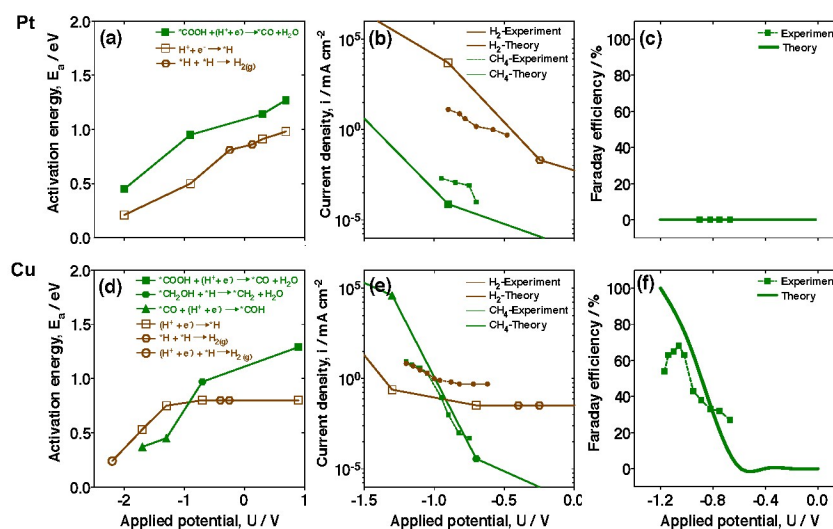 Pt
(a)
*COOH + (H⁺ + e⁻) → *CO + H₂O
H⁺ + e⁻ → *H
*H + *H → H₂(g)
Activation energy, Eₐ / eV
2.0
1.5
1.0
0.5
0.0
(b)
H₂-Experiment
H₂-Theory
CH₄-Experiment
CH₄-Theory
Current density, i / mA cm⁻²
10⁵
10⁰
10⁻⁵
(c)
Experiment
Theory
Faraday efficiency / %
100
80
60
40
20
0
Cu
(d)
*COOH + (H⁺ + e⁻) → *CO + H₂O
*CH₂OH + *H → *CH₂ + H₂O
*CO + (H⁺ + e⁻) → *COH
(H⁺ + e⁻) → *H
*H + *H → H₂(g)
(H⁺ + e⁻) + *H → H₂(g)
Activation energy, Eₐ / eV
2.0
1.5
1.0
0.5
0.0
-2 -1 0 1
Applied potential, U / V
(e)
H₂-Experiment
H₂-Theory
CH₄-Experiment
CH₄-Theory
Current density, i / mA cm⁻²
10⁵
10⁰
10⁻⁵
-1.5 -1.0 -0.5 0.0
Applied potential, U / V
(f)
Experiment
Theory
Faraday efficiency / %
100
80
60
40
20
0
-1.2 -0.8 -0.4 0.0
Applied potential, U / V